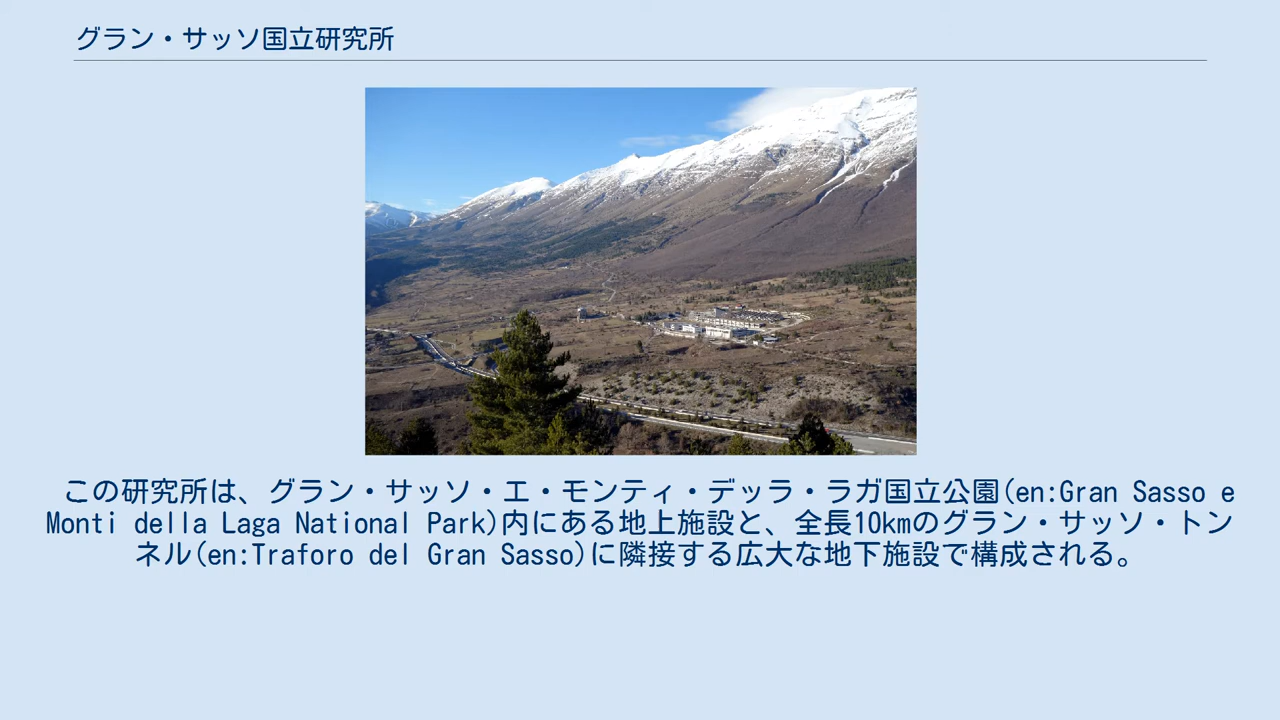 グラン・サッソ国立研究所
この研究所は、グラン・サッソ・エ・モンティ・デッラ・ラガ国立公園(en:Gran Sasso e
Monti della Laga National Park)内にある地上施設と、全長10kmのグラン・サッソ・トン
ネル(en:Traforo del Gran Sasso)に隣接する広大な地下施設で構成される。